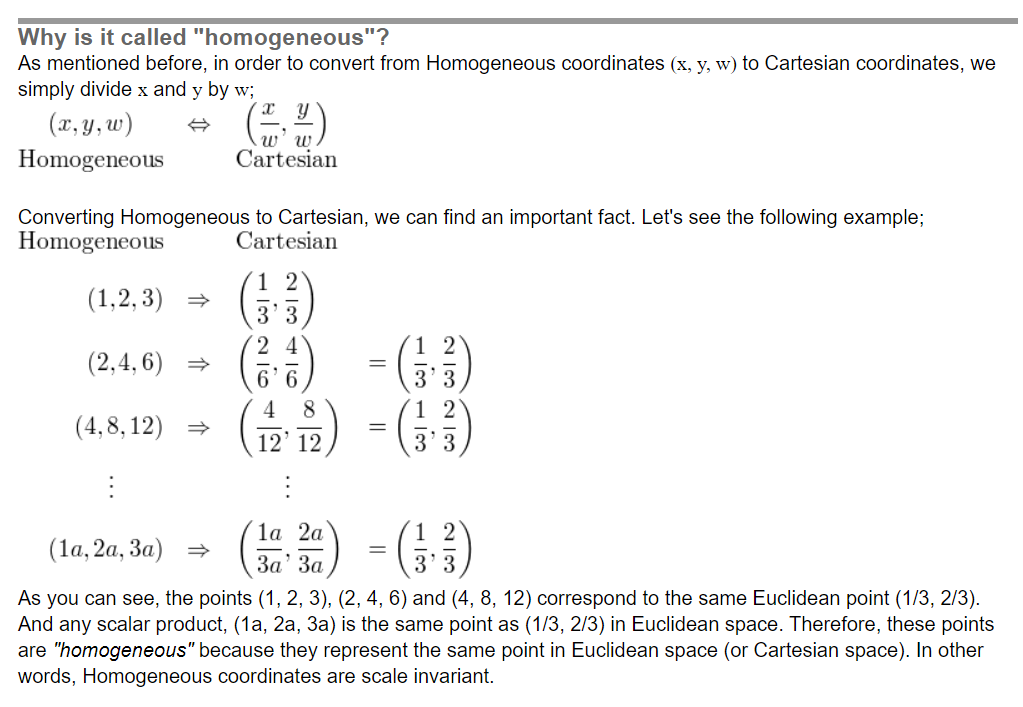 Why is it called "homogeneous"?
As mentioned before, in order to convert from Homogeneous coordinates (x, y, w) to Cartesian coordinates, we
simply divide x and y by w;
(x, y, w) ⇔ (x/w, y/w)
Homogeneous Cartesian
Converting Homogeneous to Cartesian, we can find an important fact. Let's see the following example;
Homogeneous Cartesian
(1, 2, 3) ⇒ (1/3, 2/3)
(2, 4, 6) ⇒ (2/6, 4/6) = (1/3, 2/3)
(4, 8, 12) ⇒ (4/12, 8/12) = (1/3, 2/3)
⋮ ⋮
(1a, 2a, 3a) ⇒ (1a/3a, 2a/3a) = (1/3, 2/3)
As you can see, the points (1, 2, 3), (2, 4, 6) and (4, 8, 12) correspond to the same Euclidean point (1/3, 2/3).
And any scalar product, (1a, 2a, 3a) is the same point as (1/3, 2/3) in Euclidean space. Therefore, these points
are "homogeneous" because they represent the same point in Euclidean space (or Cartesian space). In other
words, Homogeneous coordinates are scale invariant.